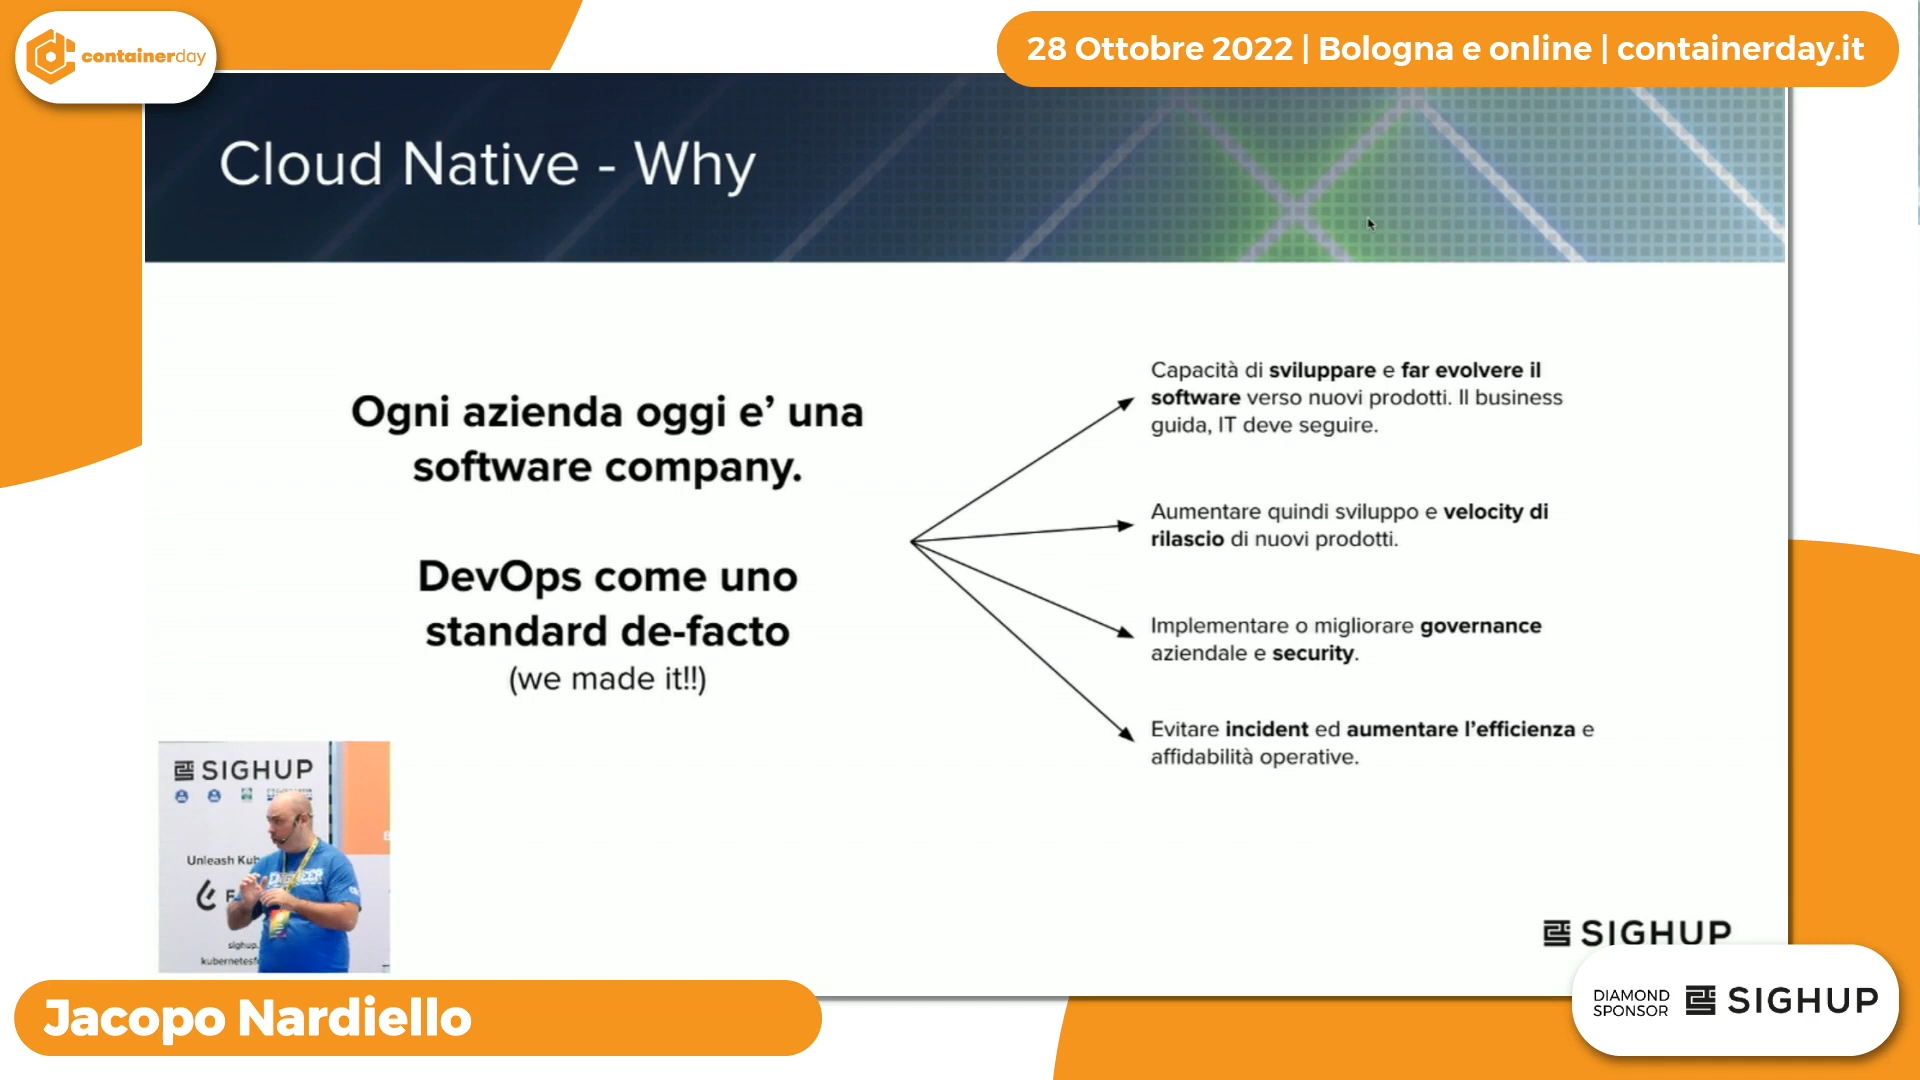 containerday
28 Ottobre 2022 | Bologna e online | containerday.it
Cloud Native - Why
Ogni azienda oggi e’ una
software company.
DevOps come uno
standard de-facto
(we made it!!)
Capacità di sviluppare e far evolvere il
software verso nuovi prodotti. Il business
guida, IT deve seguire.
Aumentare quindi sviluppo e velocity di
rilascio di nuovi prodotti.
Implementare o migliorare governance
aziendale e security.
Evitare incident ed aumentare l’efficienza e
affidabilità operative.
SIGHUP
Unleash
sighup.
SIGHUP
Jacopo Nardiello
DIAMOND
SPONSOR
SIGHUP